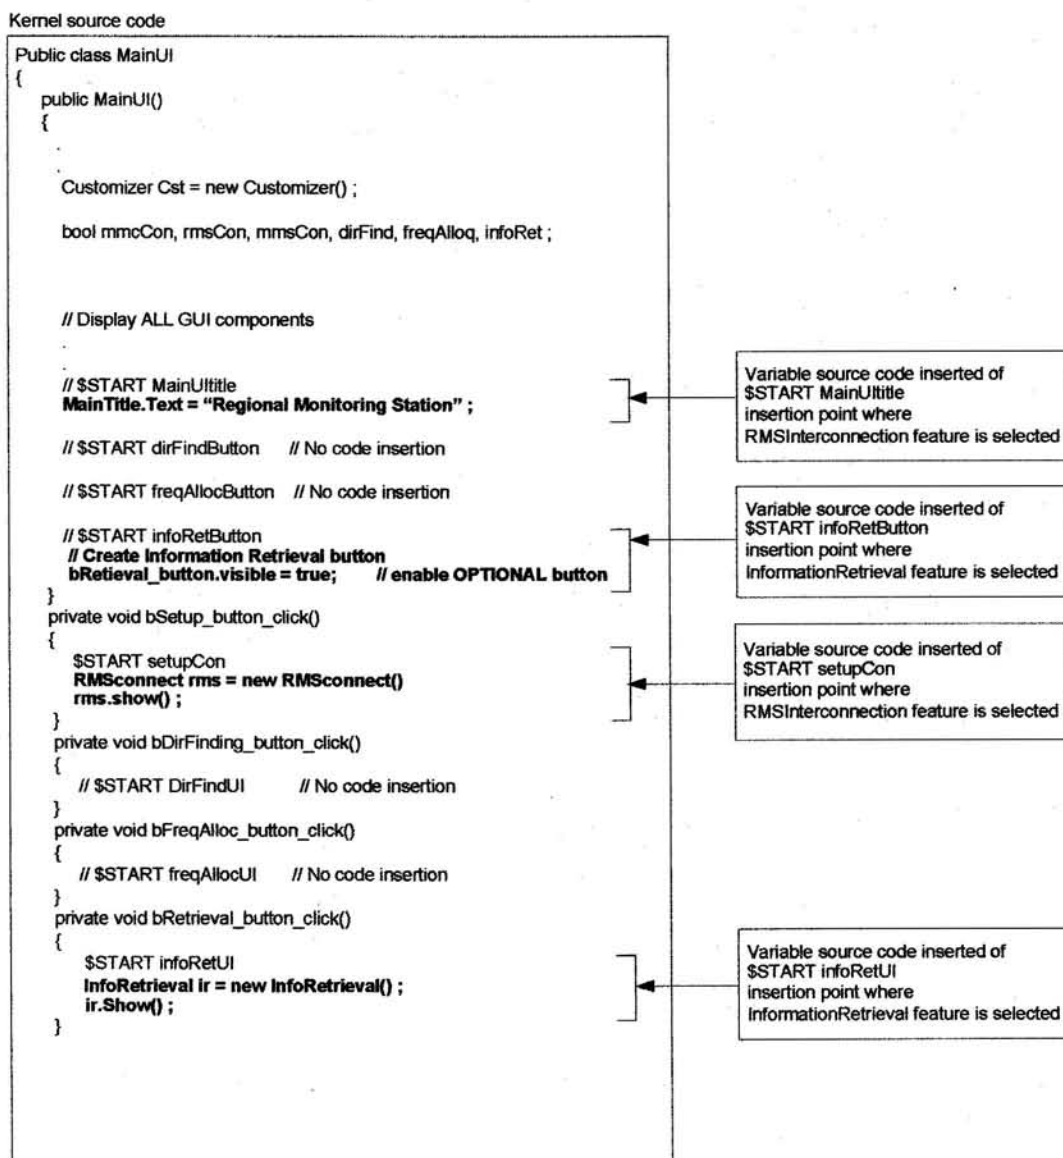 Kernel source code
Public class MainUI
{
public MainUI()
{
.
.
Customizer Cst = new Customizer() ;
bool mmcCon, rmsCon, mmsCon, dirFind, freqAlloq, infoRet ;
// Display ALL GUI components
.
.
// $START MainUItitle
MainTitle.Text = “Regional Monitoring Station” ;
// $START dirFindButton // No code insertion
// $START freqAllocButton // No code insertion
// $START infoRetButton
// Create Information Retrieval button
bRetieval_button.visible = true; // enable OPTIONAL button
}
private void bSetup_button_click()
{
$START setupCon
RMSconnect rms = new RMSconnect()
rms.show() ;
}
private void bDirFinding_button_click()
{
// $START DirFindUI // No code insertion
}
private void bFreqAlloc_button_click()
{
// $START freqAllocUI // No code insertion
}
private void bRetrieval_button_click()
{
$START infoRetUI
InfoRetrieval ir = new InfoRetrieval() ;
ir.Show() ;
}
Variable source code inserted of
$START MainUItitle
insertion point where
RMSInterconnection feature is selected
Variable source code inserted of
$START infoRetButton
insertion point where
InformationRetrieval feature is selected
Variable source code inserted of
$START setupCon
insertion point where
RMSInterconnection feature is selected
Variable source code inserted of
$START infoRetUI
insertion point where
InformationRetrieval feature is selected